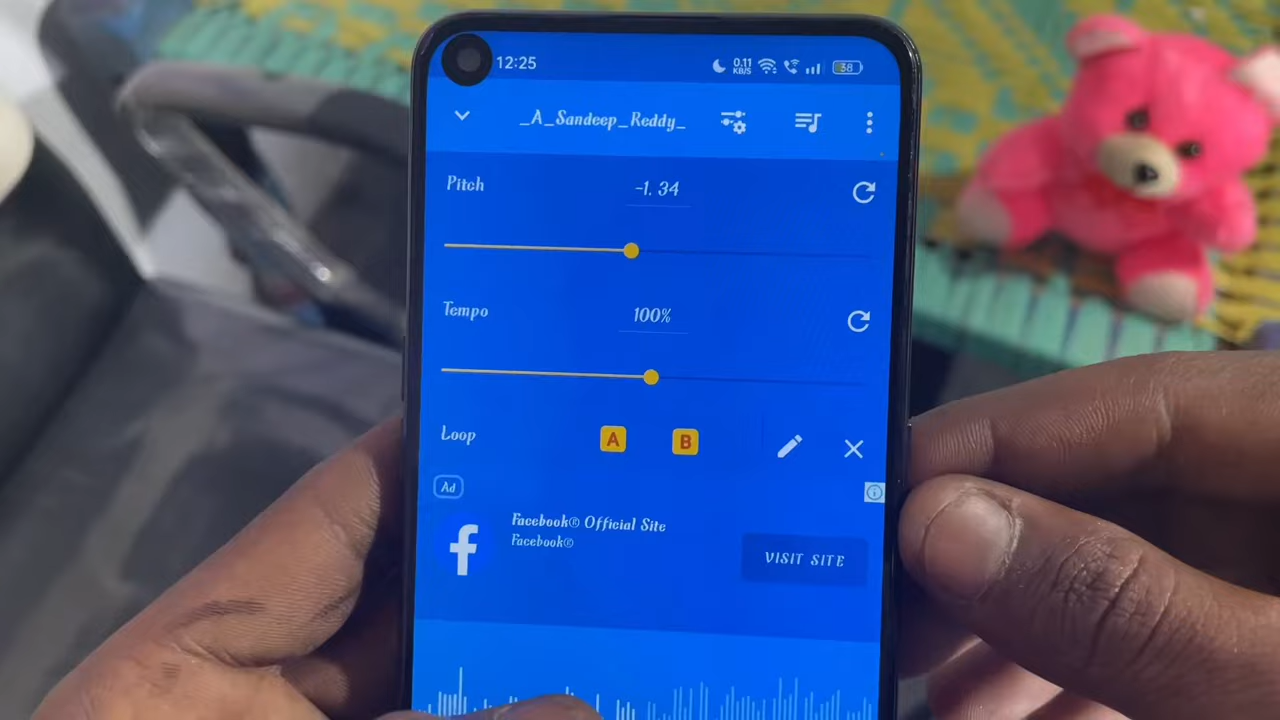 12:25
0.11
KB/S
38
_A_Sandeep_Reddy_
Pitch
-1.34
Tempo
100%
Loop
A
B
Ad
Facebook® Official Site
Facebook®
VISIT SITE